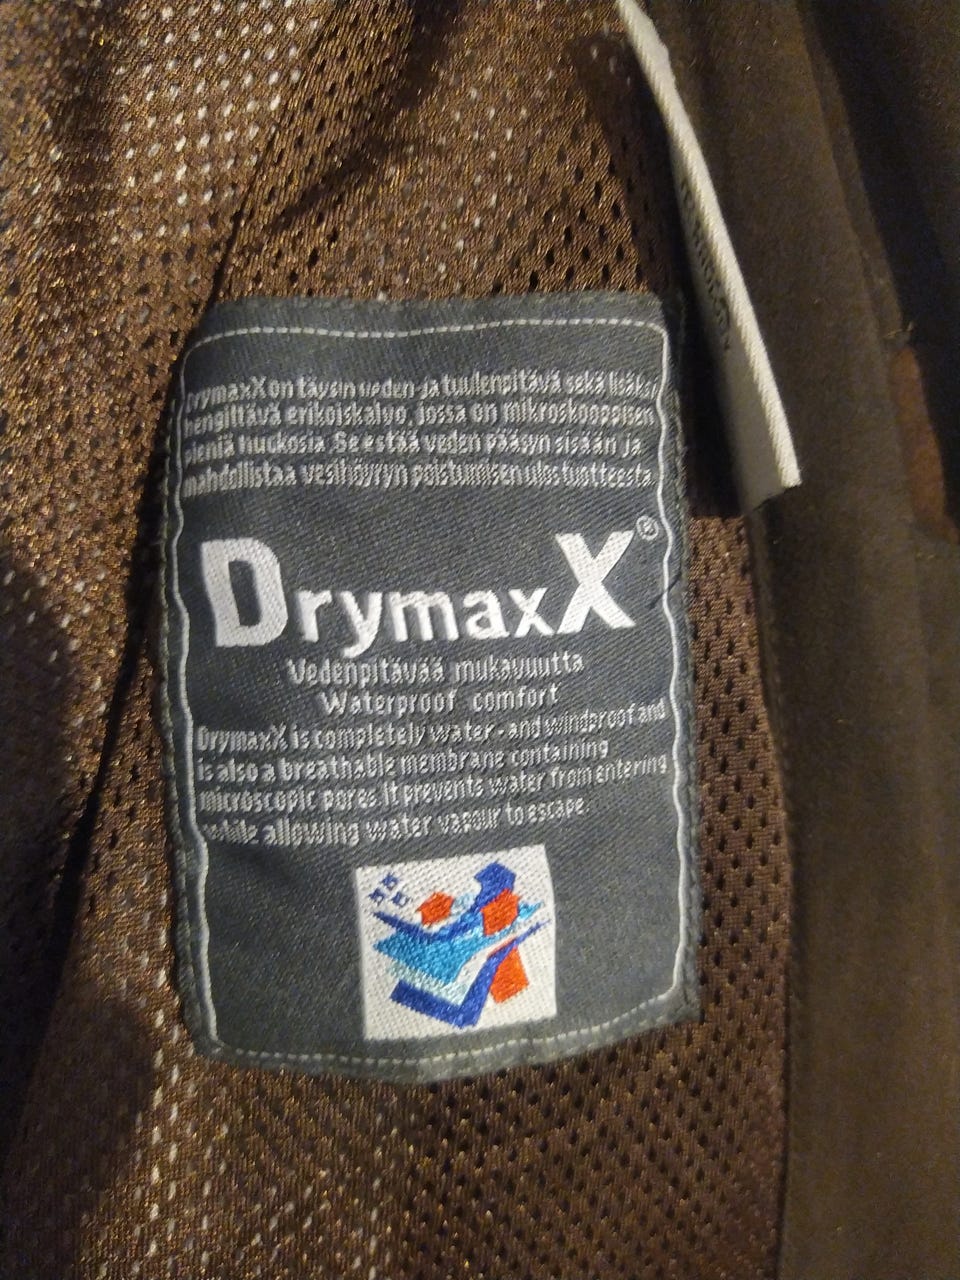 DrymaxX on täysin veden- ja tuulenpitävä sekä lisäksi
hengittävä erikoiskalvo, jossa on mikroskooppisen
pieniä huokosia. Se estää veden pääsyn sisään ja
mahdollistaa vesihöyryn poistumisen ulos tuotteesta.
DrymaxX®
Vedenpitävää mukavuutta
Waterproof comfort
DrymaxX is completely water- and windproof and
is also a breathable membrane containing
microscopic pores. It prevents water from entering
while allowing water vapour to escape.